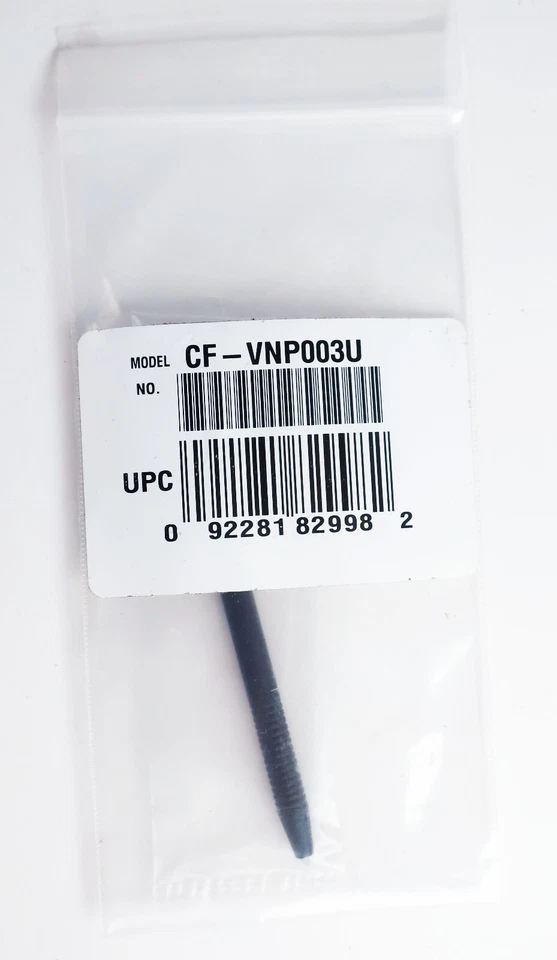 MODEL CF-VNP003U
NO.
UPC
0 92281 82998 2